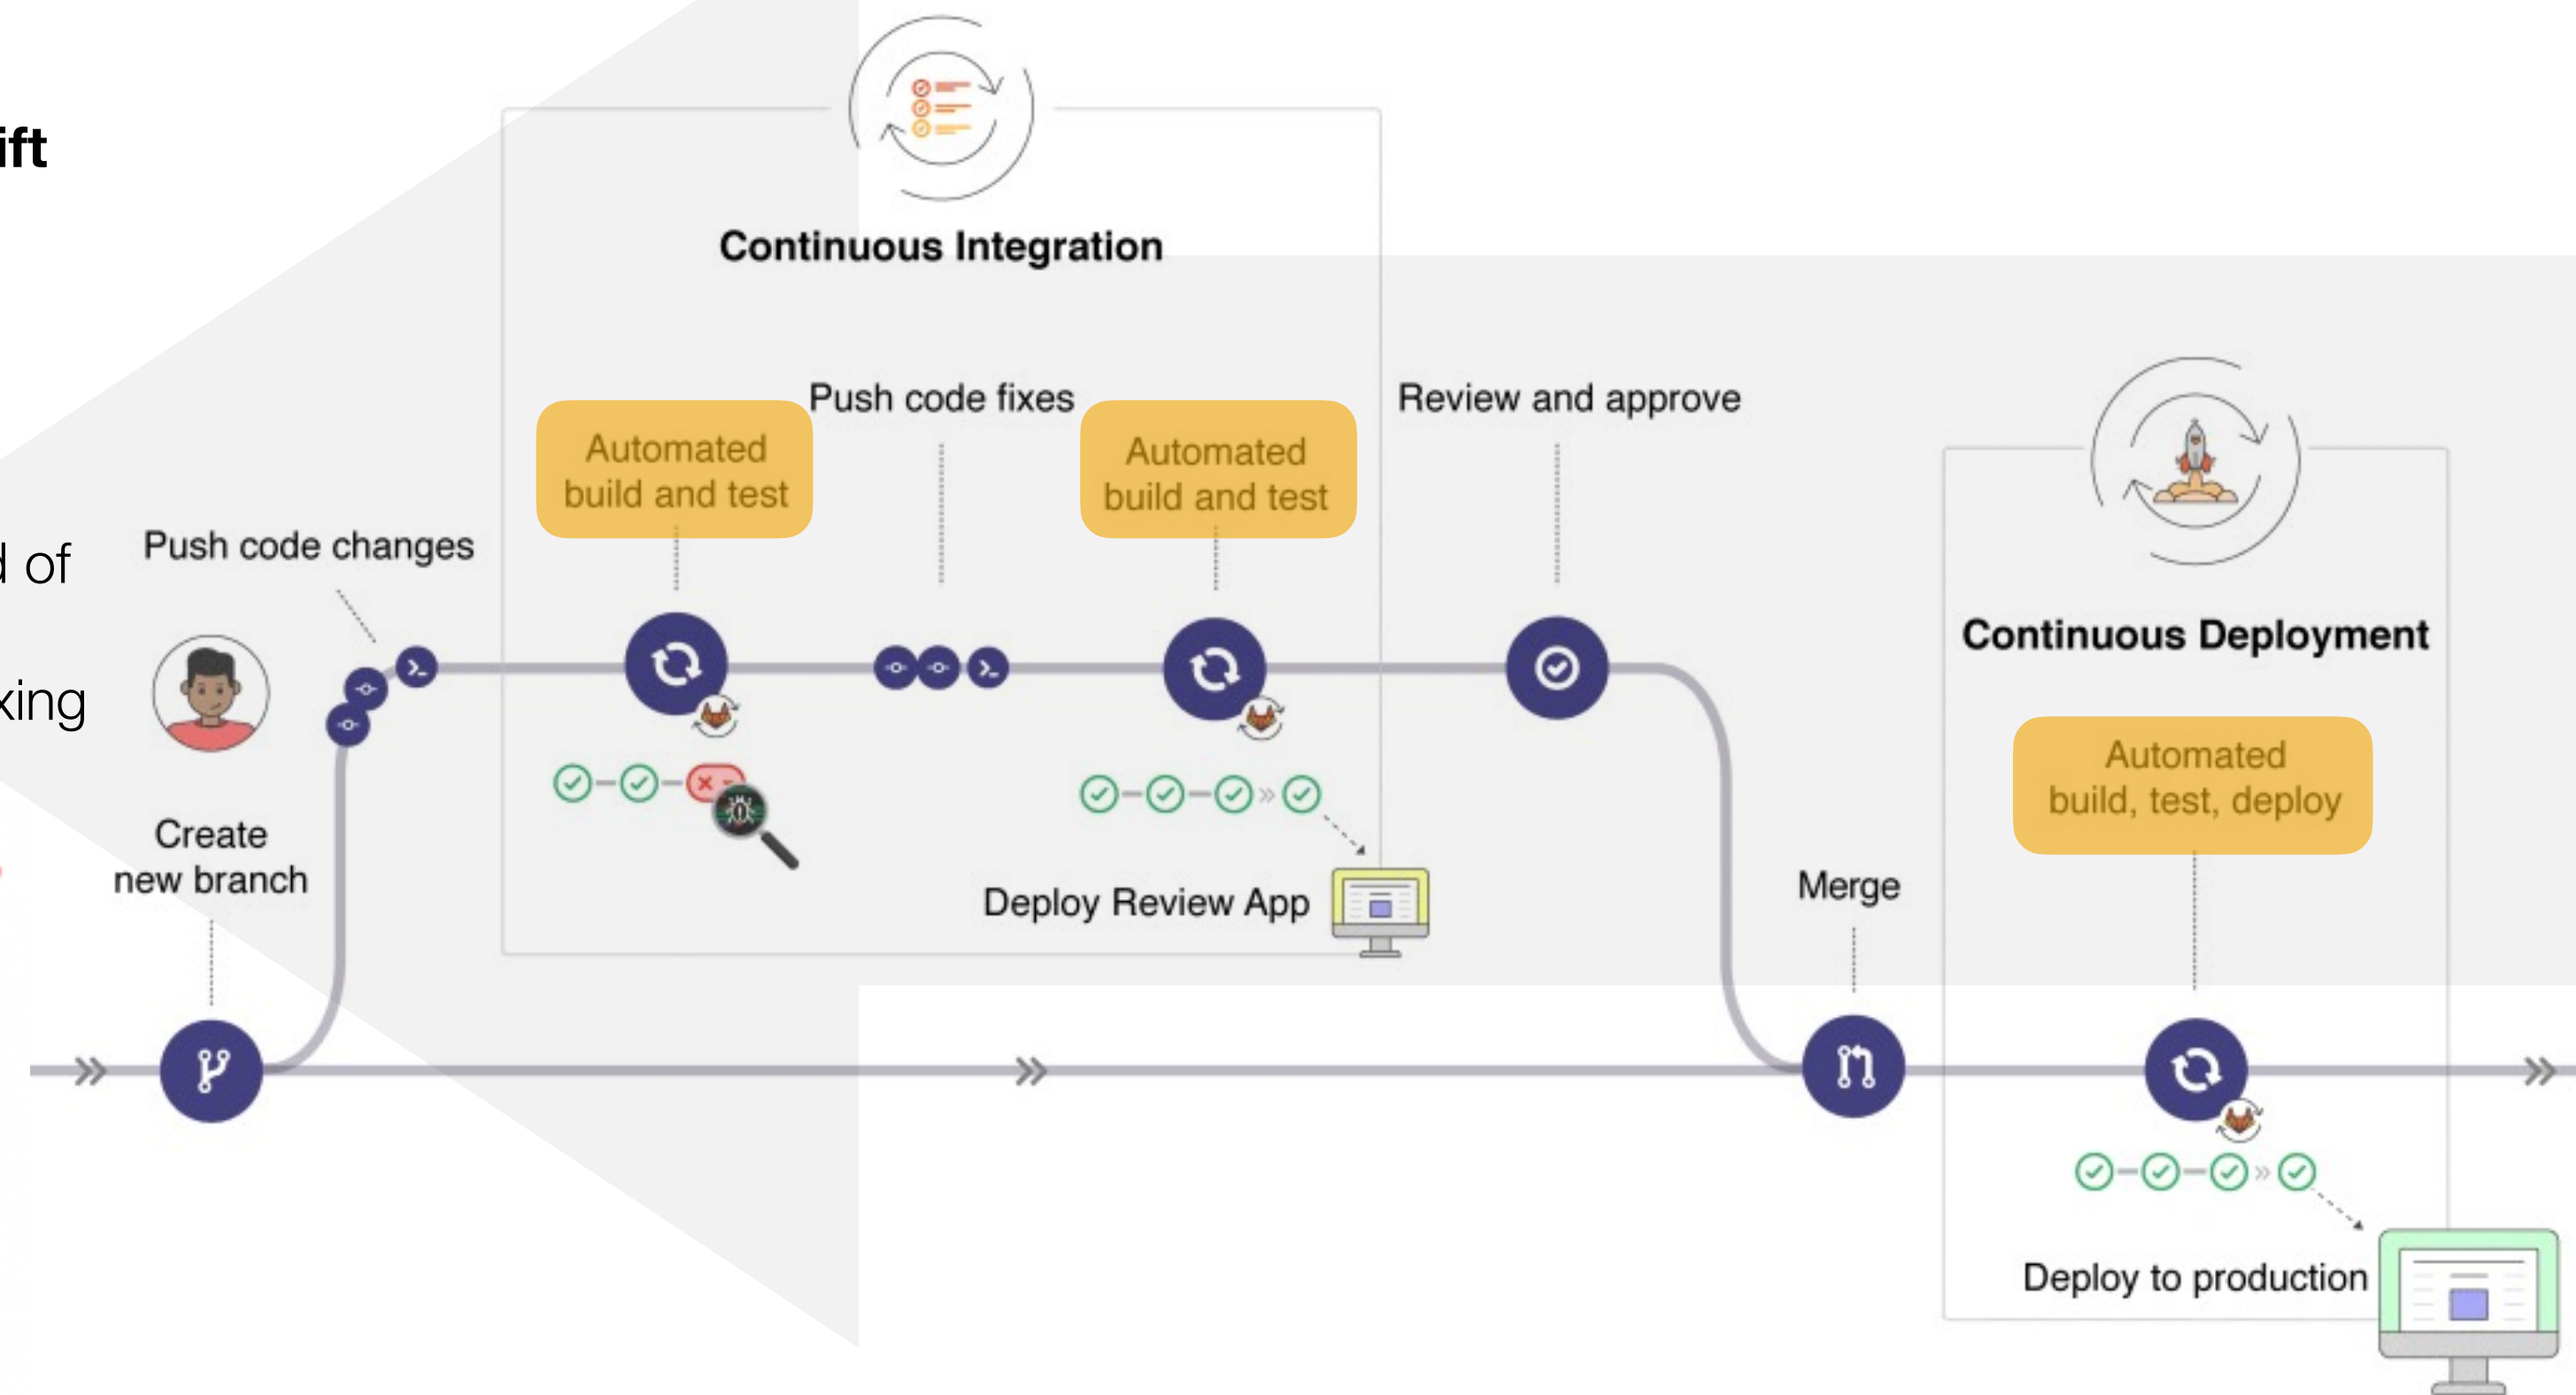 ift
d of
xing
Continuous Integration
Push code changes
Automated
build and test
Push code fixes
Automated
build and test
Review and approve
Create
new branch
Deploy Review App
Merge
Continuous Deployment
Automated
build, test, deploy
Deploy to production